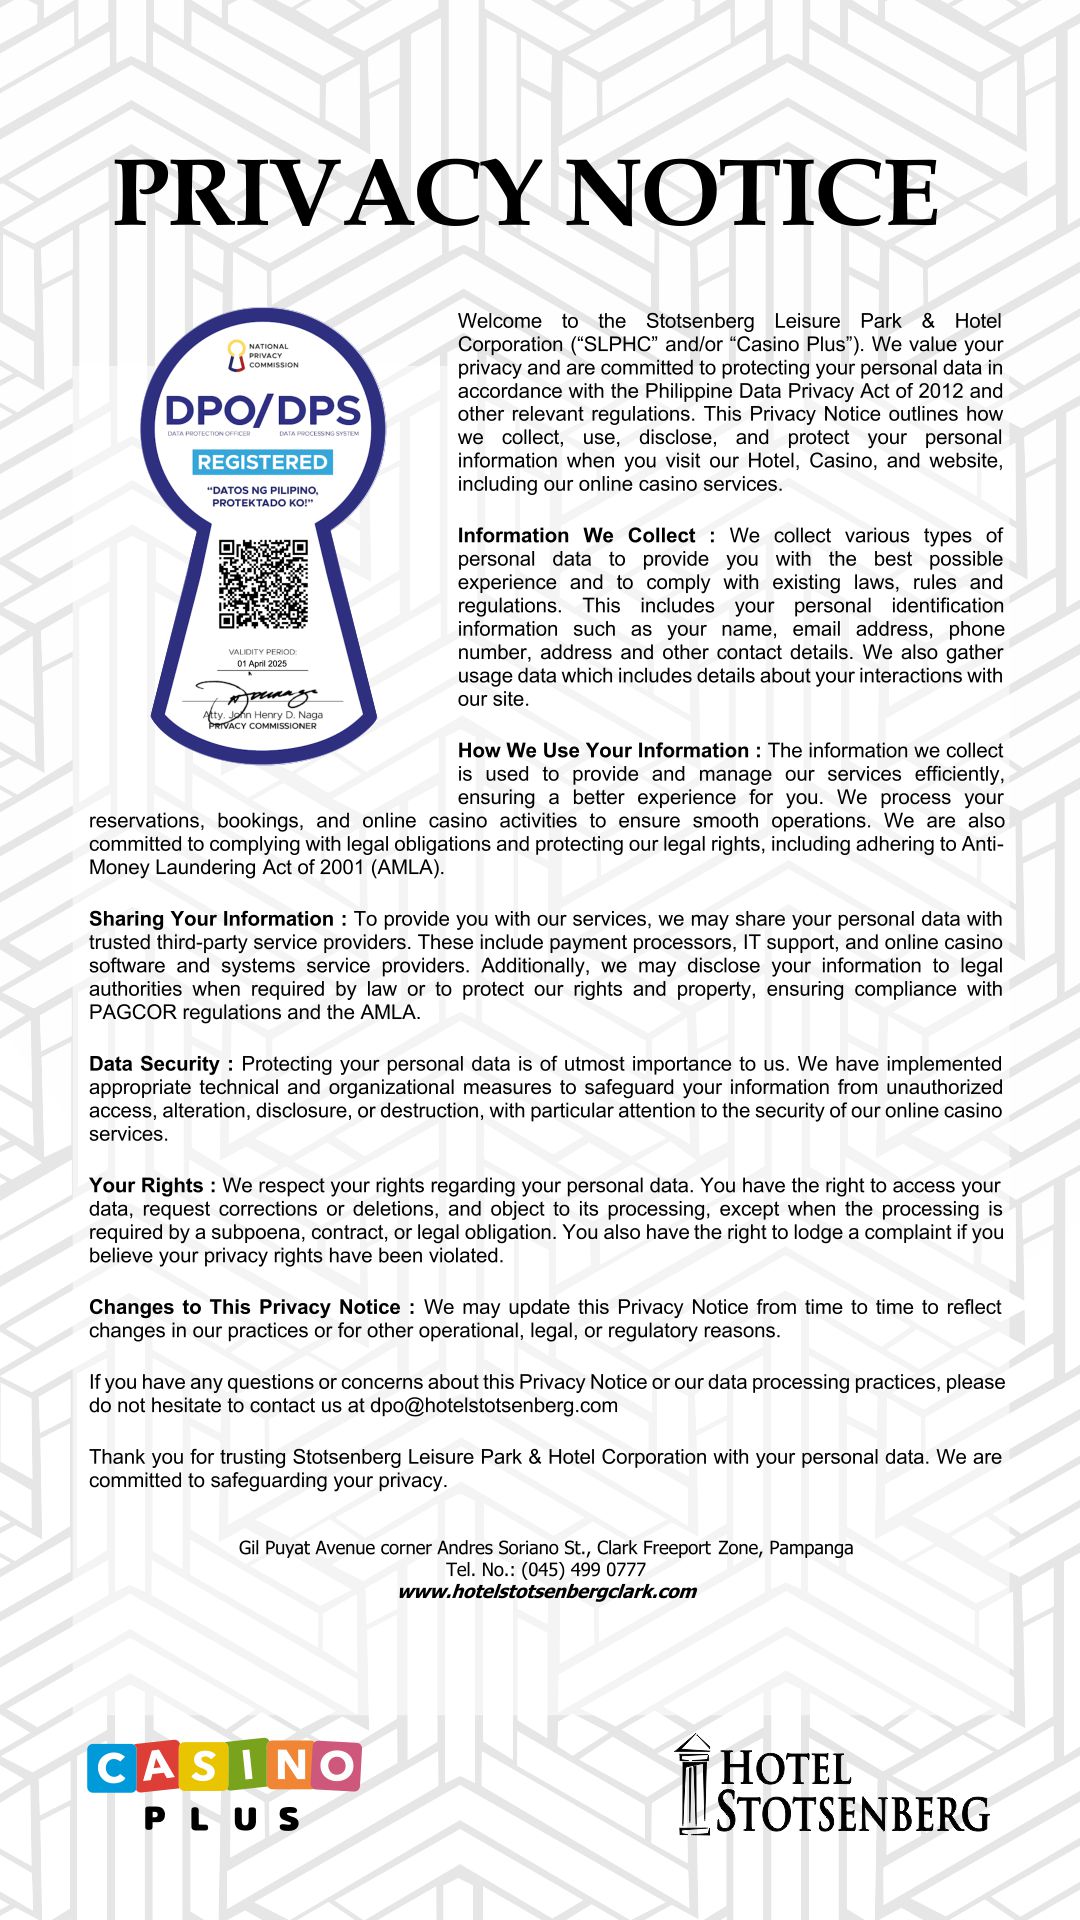 PRIVACY NOTICE
NATIONAL
PRIVACY
COMMISSION
DPO/DPS
DATA PROTECTION OFFICER DATA PROCESSING SYSTEM
REGISTERED
“DATOS NG PILIPINO,
PROTEKTADO KO!”
VALIDITY PERIOD:
01 April 2025
Atty. John Henry D. Naga
PRIVACY COMMISSIONER
Welcome to the Stotsenberg Leisure Park & Hotel
Corporation (“SLPHC” and/or “Casino Plus”). We value your
privacy and are committed to protecting your personal data in
accordance with the Philippine Data Privacy Act of 2012 and
other relevant regulations. This Privacy Notice outlines how
we collect, use, disclose, and protect your personal
information when you visit our Hotel, Casino, and website,
including our online casino services.
Information We Collect : We collect various types of
personal data to provide you with the best possible
experience and to comply with existing laws, rules and
regulations. This includes your personal identification
information such as your name, email address, phone
number, address and other contact details. We also gather
usage data which includes details about your interactions with
our site.
How We Use Your Information : The information we collect
is used to provide and manage our services efficiently,
ensuring a better experience for you. We process your
reservations, bookings, and online casino activities to ensure smooth operations. We are also
committed to complying with legal obligations and protecting our legal rights, including adhering to Anti-
Money Laundering Act of 2001 (AMLA).
Sharing Your Information : To provide you with our services, we may share your personal data with
trusted third-party service providers. These include payment processors, IT support, and online casino
software and systems service providers. Additionally, we may disclose your information to legal
authorities when required by law or to protect our rights and property, ensuring compliance with
PAGCOR regulations and the AMLA.
Data Security : Protecting your personal data is of utmost importance to us. We have implemented
appropriate technical and organizational measures to safeguard your information from unauthorized
access, alteration, disclosure, or destruction, with particular attention to the security of our online casino
services.
Your Rights : We respect your rights regarding your personal data. You have the right to access your
data, request corrections or deletions, and object to its processing, except when the processing is
required by a subpoena, contract, or legal obligation. You also have the right to lodge a complaint if you
believe your privacy rights have been violated.
Changes to This Privacy Notice : We may update this Privacy Notice from time to time to reflect
changes in our practices or for other operational, legal, or regulatory reasons.
If you have any questions or concerns about this Privacy Notice or our data processing practices, please
do not hesitate to contact us at dpo@hotelstotsenberg.com
Thank you for trusting Stotsenberg Leisure Park & Hotel Corporation with your personal data. We are
committed to safeguarding your privacy.
Gil Puyat Avenue corner Andres Soriano St., Clark Freeport Zone, Pampanga
Tel. No.: (045) 499 0777
www.hotelstotsenbergclark.com
CASINO
PLUS
HOTEL
STOTSENBERG